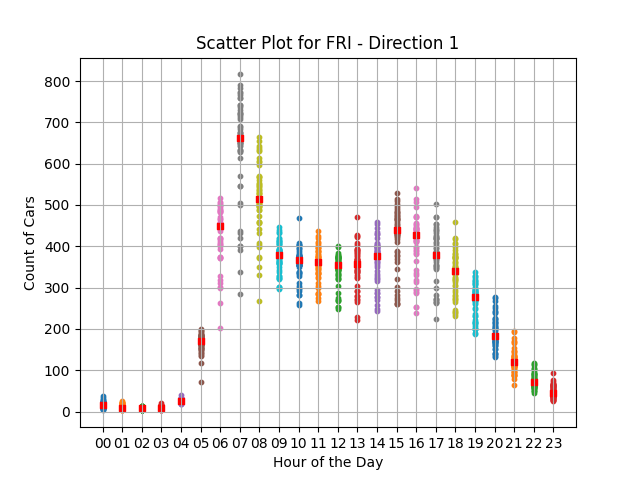 Scatter Plot for FRI - Direction 1
Count of Cars
800
700
600
500
400
300
200
100
0
00 01 02 03 04 05 06 07 08 09 10 11 12 13 14 15 16 17 18 19 20 21 22 23
Hour of the Day